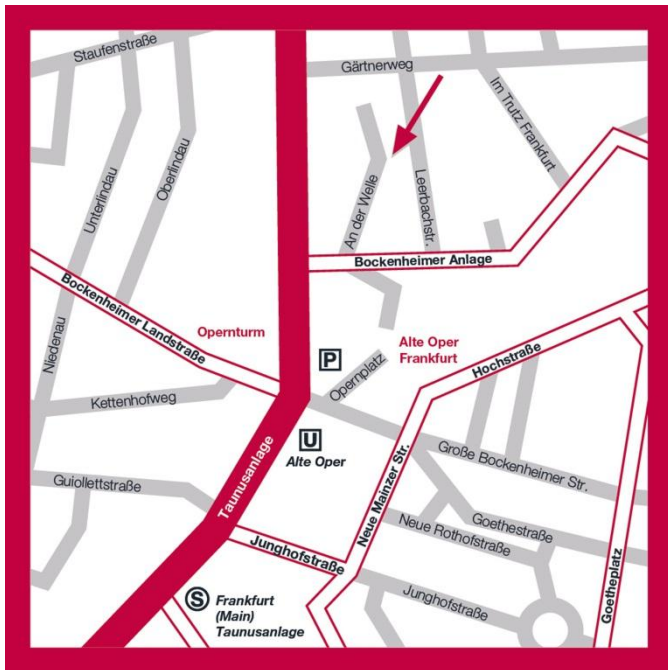 Staufenstraße
Gärtnerweg
Im Trutz Frankfurt
Unterlindau
Oberlindau
An der Welle
Leerbachstr.
Bockenheimer Anlage
Bockenheimer Landstraße
Opernturm
Niedenau
P
Alte Oper
Frankfurt
Hochstraße
Opernplatz
Kettenhofweg
U
Alte Oper
Große Bockenheimer Str.
Guiollettstraße
Taunusanlage
Neue Mainzer Str.
Goethestraße
Neue Rothofstraße
Junghofstraße
Goetheplatz
Junghofstraße
S
Frankfurt
(Main)
Taunusanlage